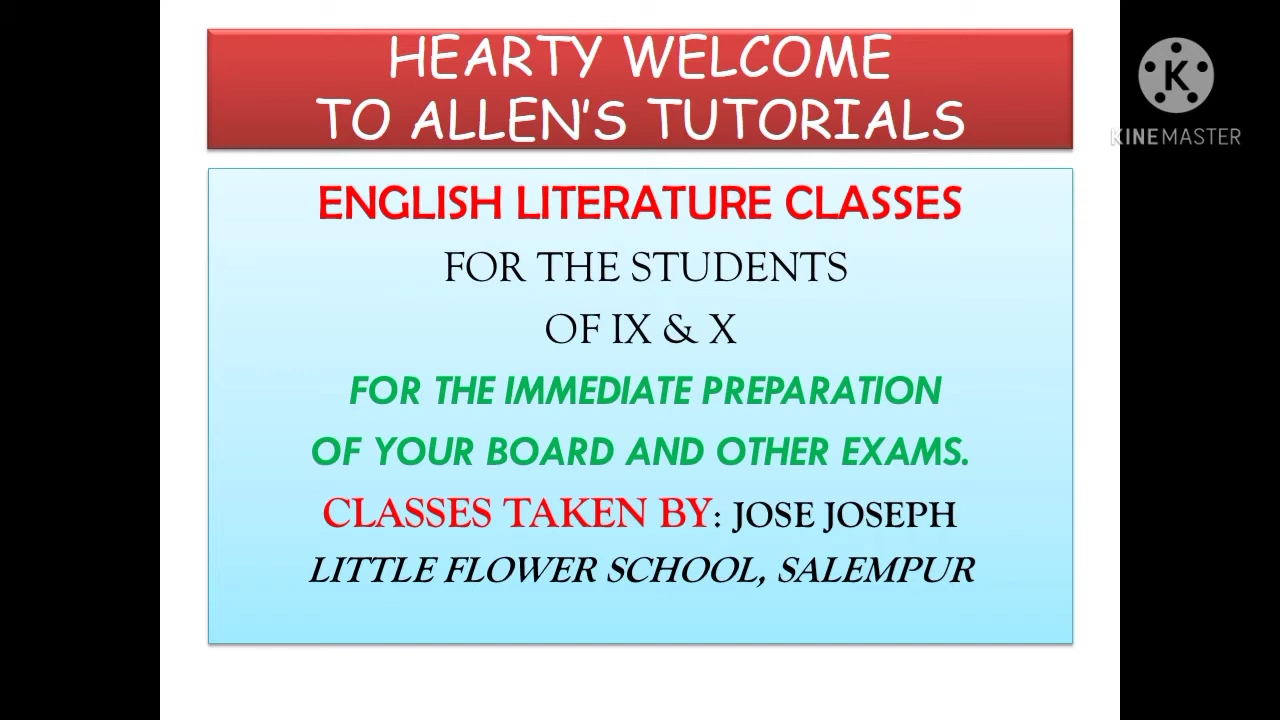 HEARTY WELCOME
TO ALLEN'S TUTORIALS
K
KINEMASTER
ENGLISH LITERATURE CLASSES
FOR THE STUDENTS
OF IX & X
FOR THE IMMEDIATE PREPARATION
OF YOUR BOARD AND OTHER EXAMS.
CLASSES TAKEN BY: JOSE JOSEPH
LITTLE FLOWER SCHOOL, SALEMPUR